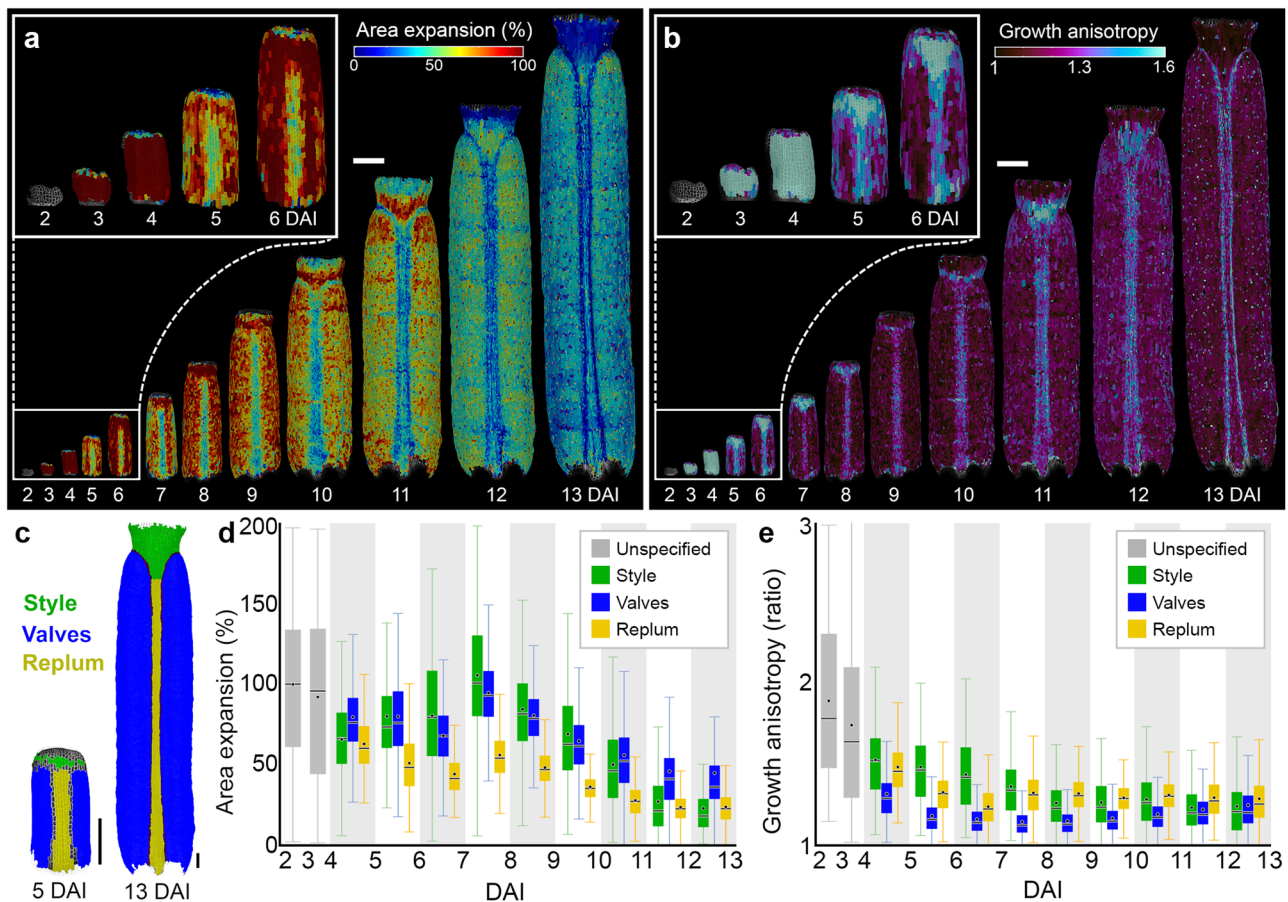 a
Area expansion (%)
0 50 100
2 3 4 5 6 DAI
2 3 4 5 6 7 8 9 10 11 12 13 DAI
b
Growth anisotropy
1 1.3 1.6
2 3 4 5 6 DAI
2 3 4 5 6 7 8 9 10 11 12 13 DAI
c
Style
Valves
Replum
5 DAI
13 DAI
d
Area expansion (%)
200
150
100
50
0
Unspecified
Style
Valves
Replum
2 3 4 5 6 7 8 9 10 11 12 13
DAI
e
Growth anisotropy (ratio)
3
2
1
Unspecified
Style
Valves
Replum
2 3 4 5 6 7 8 9 10 11 12 13
DAI